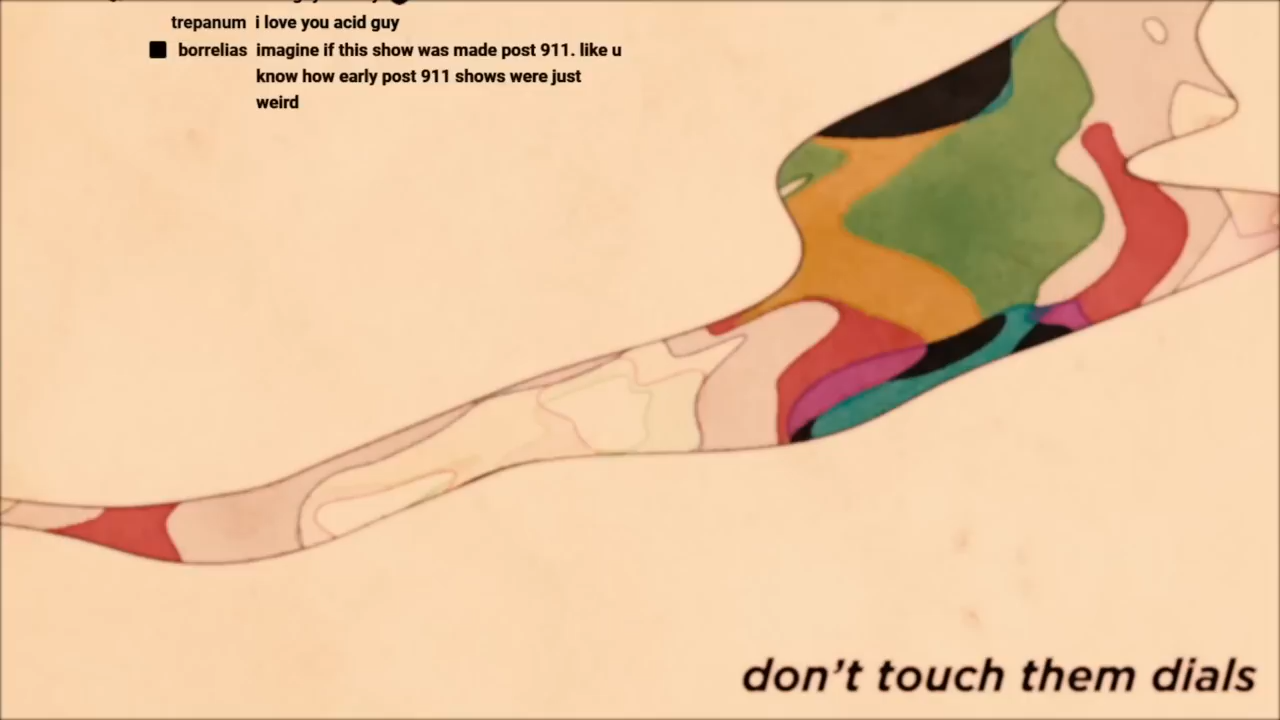 trepanum i love you acid guy
borrelias imagine if this show was made post 911. like u
know how early post 911 shows were just
weird
don't touch them dials